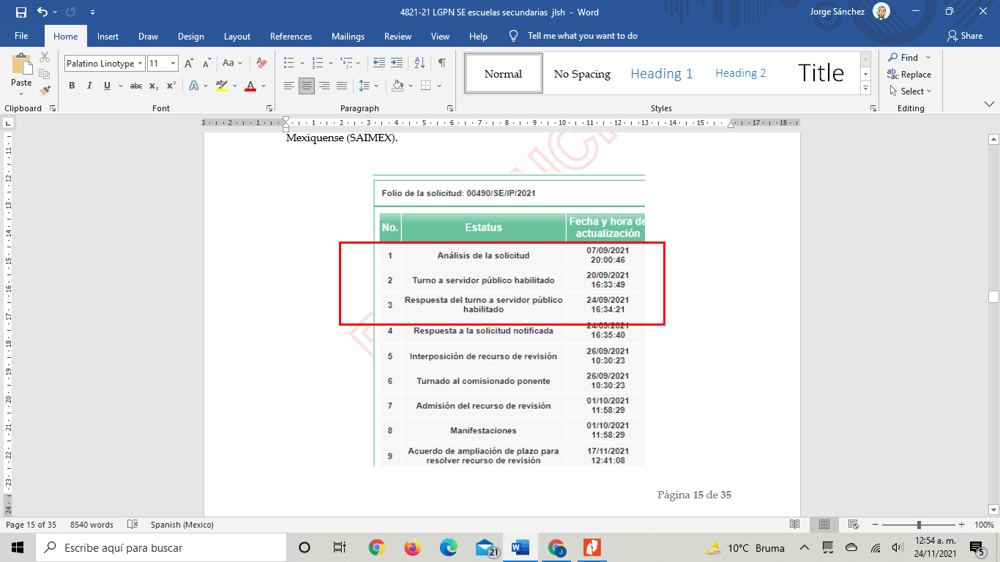 4821-21 LGPN SE escuelas secundarias jlsh - Word
Jorge Sánchez
File Home Insert Draw Design Layout References Mailings Review View Help Tell me what you want to do Share
Palatino Linotype 11
Paste
Find
Replace
Select
Normal No Spacing Heading 1 Heading 2 Title
Clipboard Font Paragraph Styles Editing
Mexiquense (SAIMEX).
Folio de la solicitud: 00490/SE/IP/2021
No. Estatus Fecha y hora de
actualización
1 Análisis de la solicitud 07/09/2021
20:00:46
2 Turno a servidor público habilitado 20/09/2021
16:33:49
3 Respuesta del turno a servidor público
habilitado
24/09/2021
16:34:21
4 Respuesta a la solicitud notificada 24/09/2021
16:35:40
5 Interposición de recurso de revisión 26/09/2021
10:30:23
6 Turnado al comisionado ponente 26/09/2021
10:30:23
7 Admisión del recurso de revisión 01/10/2021
11:58:29
8 Manifestaciones 01/10/2021
11:58:29
9 Acuerdo de ampliación de plazo para
resolver recurso de revisión
17/11/2021
12:41:08
Página 15 de 35
Page 15 of 35 8540 words Spanish (Mexico) 100%
Escribe aquí para buscar
21
10°C Bruma
12:54 a. m.
24/11/2021
5